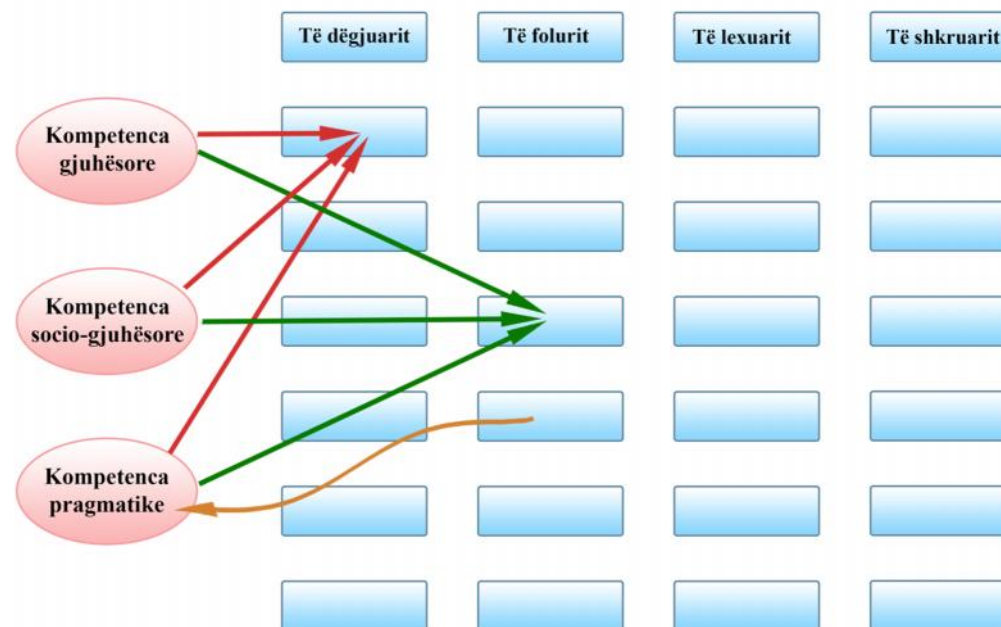 Të dëgjuarit
Të folurit
Të lexuarit
Të shkruarit
Kompetenca
gjuhësore
Kompetenca
socio-gjuhësore
Kompetenca
pragmatike